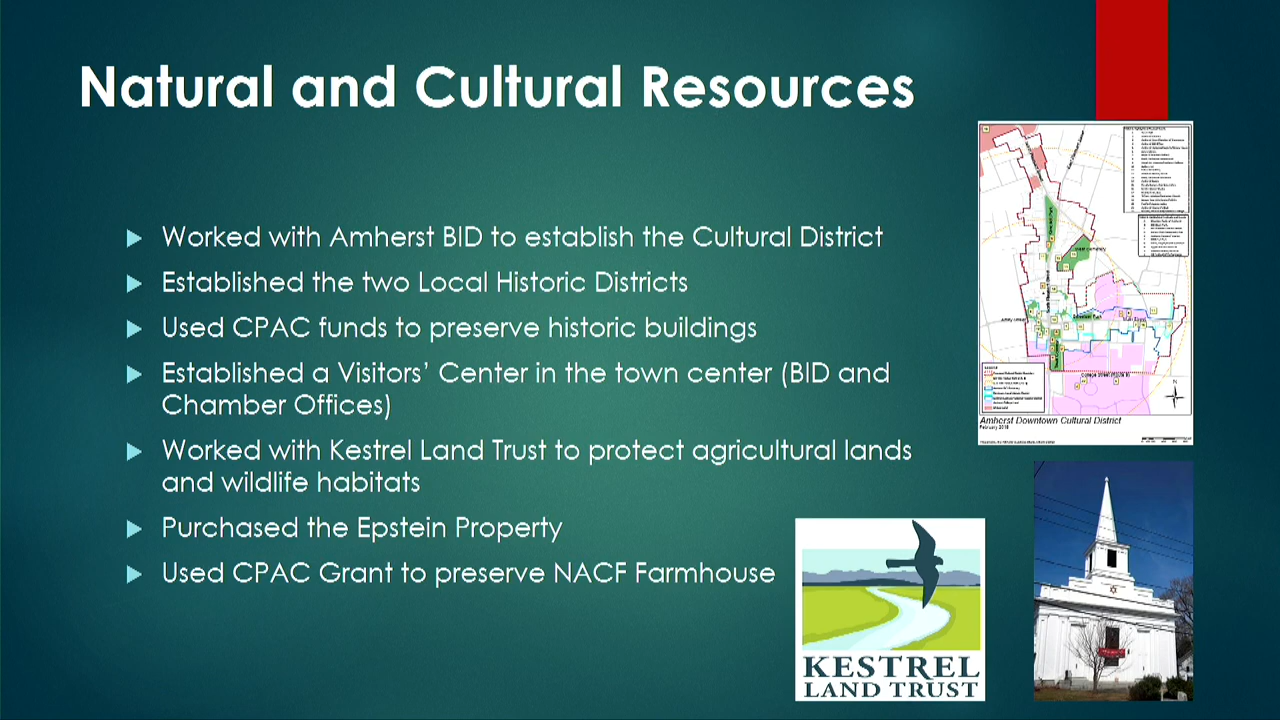 Natural and Cultural Resources
Worked with Amherst BID to establish the Cultural District
Established the two Local Historic Districts
Used CPAC funds to preserve historic buildings
Established a Visitors' Center in the town center (BID and
Chamber Offices)
Worked with Kestrel Land Trust to protect agricultural lands
and wildlife habitats
Purchased the Epstein Property
Used CPAC Grant to preserve NACF Farmhouse
Amherst Downtown Cultural District
KESTREL
LAND TRUST